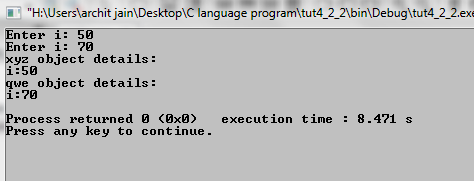 "H:\Users\archit jain\Desktop\C language program\tut4_2_2\bin\Debug\tut4_2_2.exe
Enter i: 50
Enter i: 70
xyz object details:
i:50
qwe object details:
i:70
Process returned 0 (0x0)   execution time : 8.471 s
Press any key to continue.